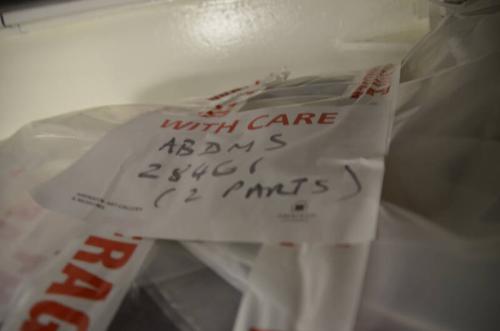 WITH CARE
ABDMS
28461
(2 PARTS)
RAG